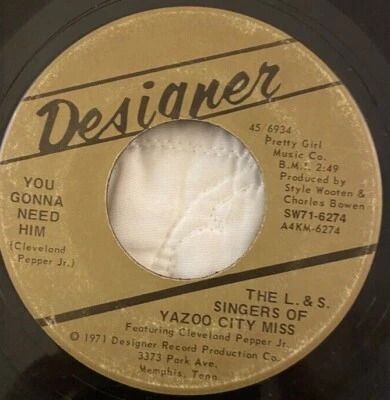 Designer
45 6934
Pretty Girl
Music Co.
B.M.I. 2:49
Produced by
Style Wooten &
Charles Bowen
SW71-6274
A4KM-6274
YOU
GONNA
NEED
HIM
(Cleveland
Pepper Jr.)
THE L. & S.
SINGERS OF
YAZOO CITY MISS
Featuring Cleveland Pepper Jr.
© 1971 Designer Record Production Co.
3373 Park Ave.
Memphis, Tenn.